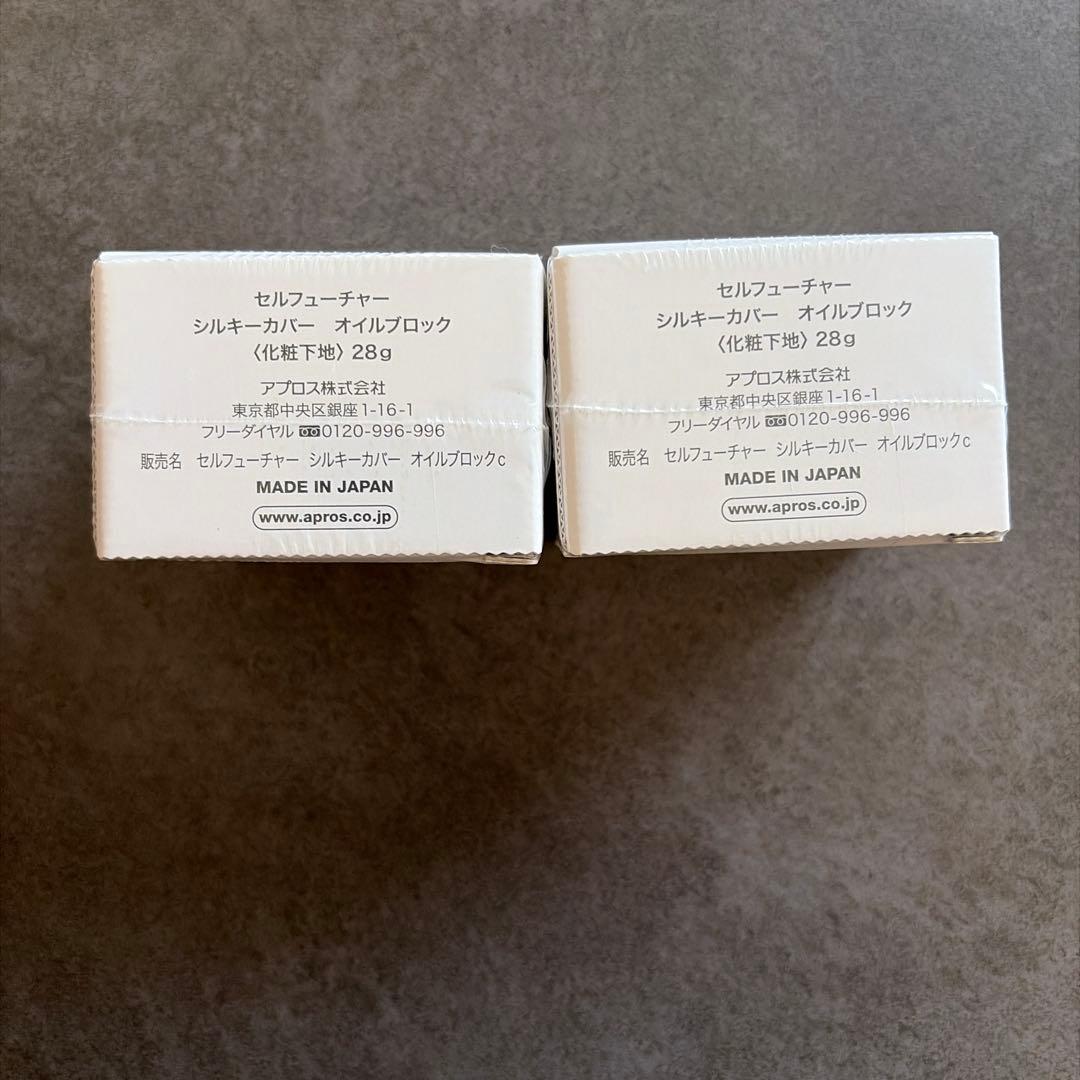 セルフューチャー
シルキーカバー　オイルブロック
〈化粧下地〉28g
アプロス株式会社
東京都中央区銀座1-16-1
フリーダイヤル 0120-996-996
販売名　セルフューチャー　シルキーカバー　オイルブロックc
MADE IN JAPAN
www.apros.co.jp
セルフューチャー
シルキーカバー　オイルブロック
〈化粧下地〉28g
アプロス株式会社
東京都中央区銀座1-16-1
フリーダイヤル 0120-996-996
販売名　セルフューチャー　シルキーカバー　オイルブロックc
MADE IN JAPAN
www.apros.co.jp